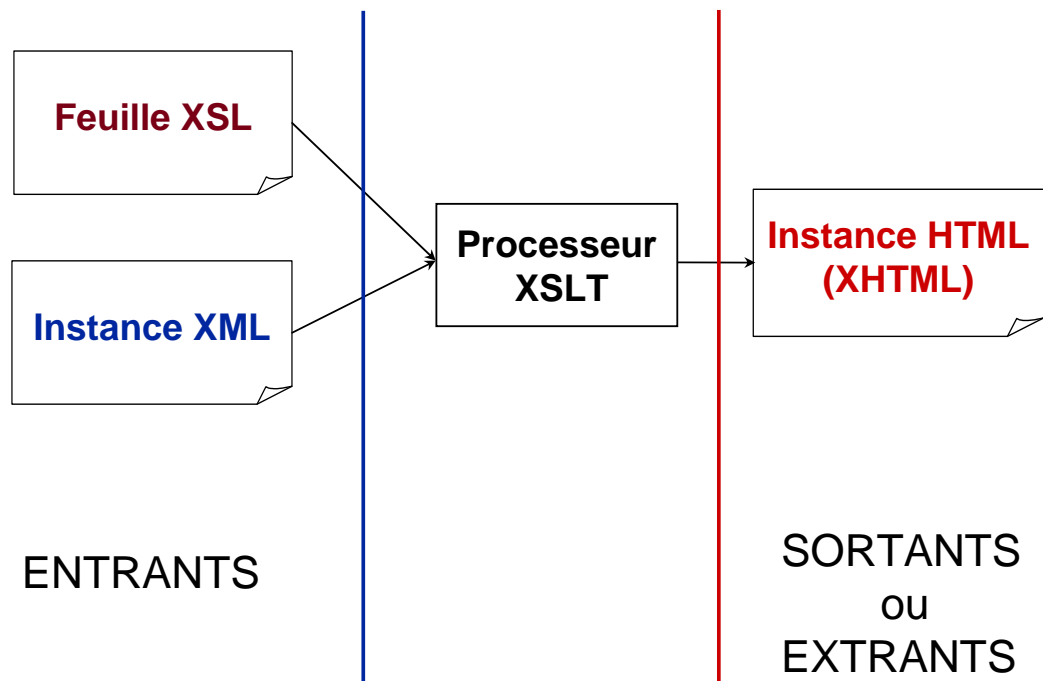 Feuille XSL
Instance XML
Processeur
XSLT
Instance HTML
(XHTML)
ENTRANTS
SORTANTS
ou
EXTRANTS